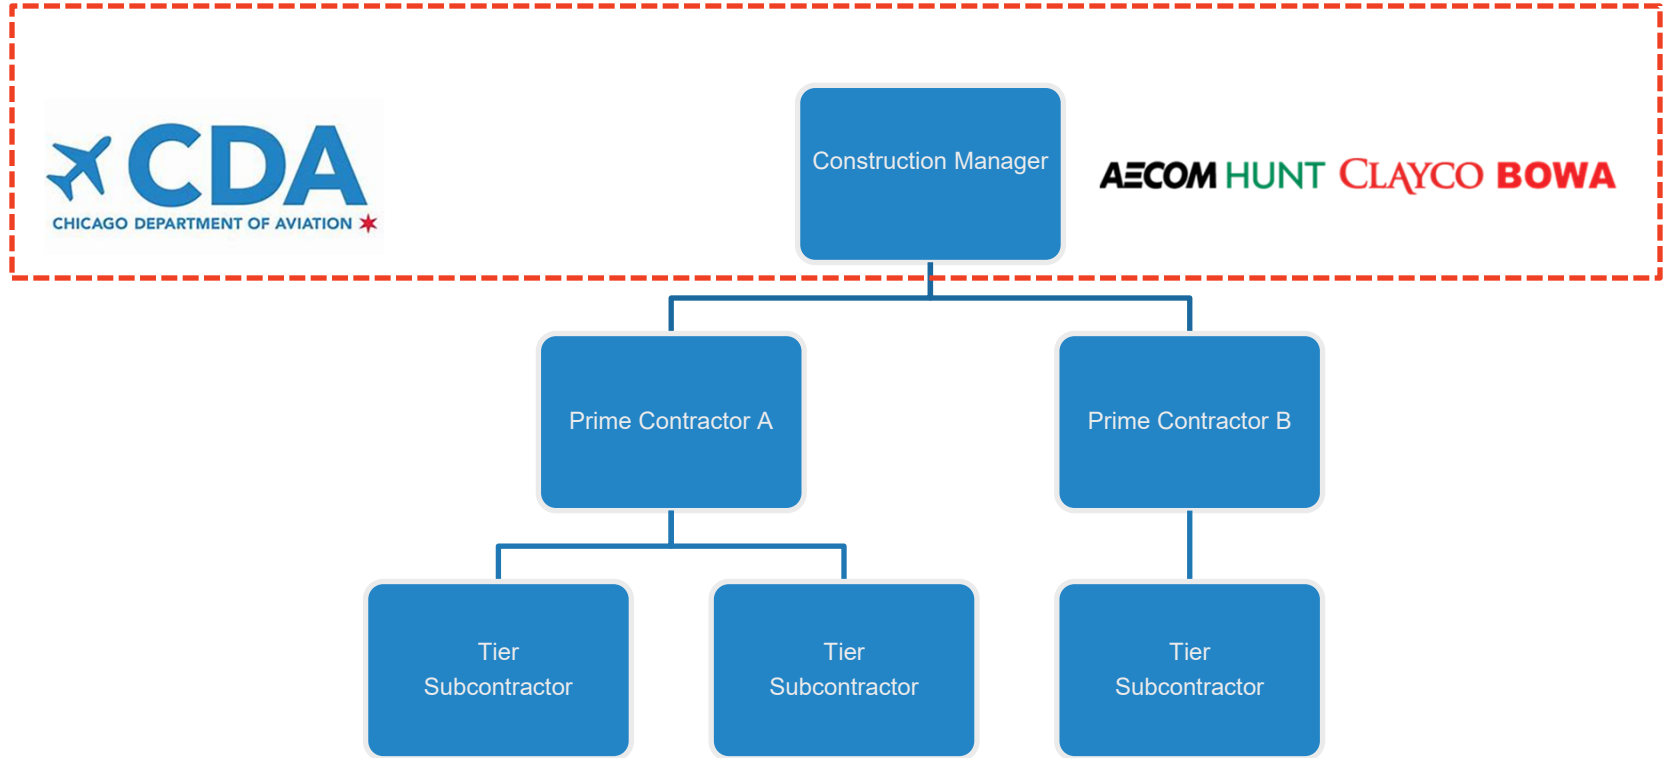 CDA
CHICAGO DEPARTMENT OF AVIATION
Construction Manager
AECOM HUNT CLAYCO BOWA
Prime Contractor A
Prime Contractor B
Tier
Subcontractor
Tier
Subcontractor
Tier
Subcontractor